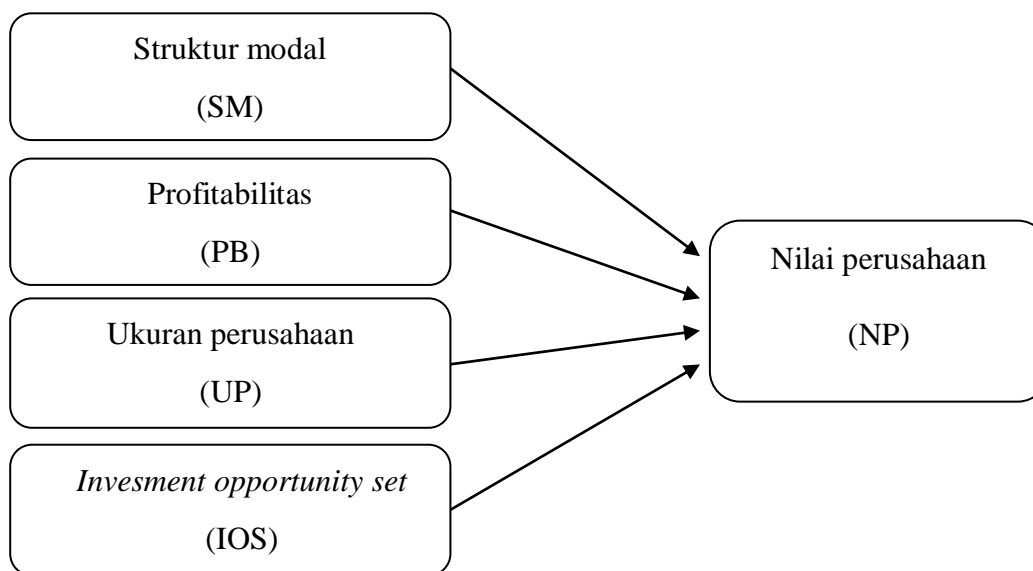 Struktur modal
(SM)
Profitabilitas
(PB)
Ukuran perusahaan
(UP)
Invesment opportunity set
(IOS)
Nilai perusahaan
(NP)